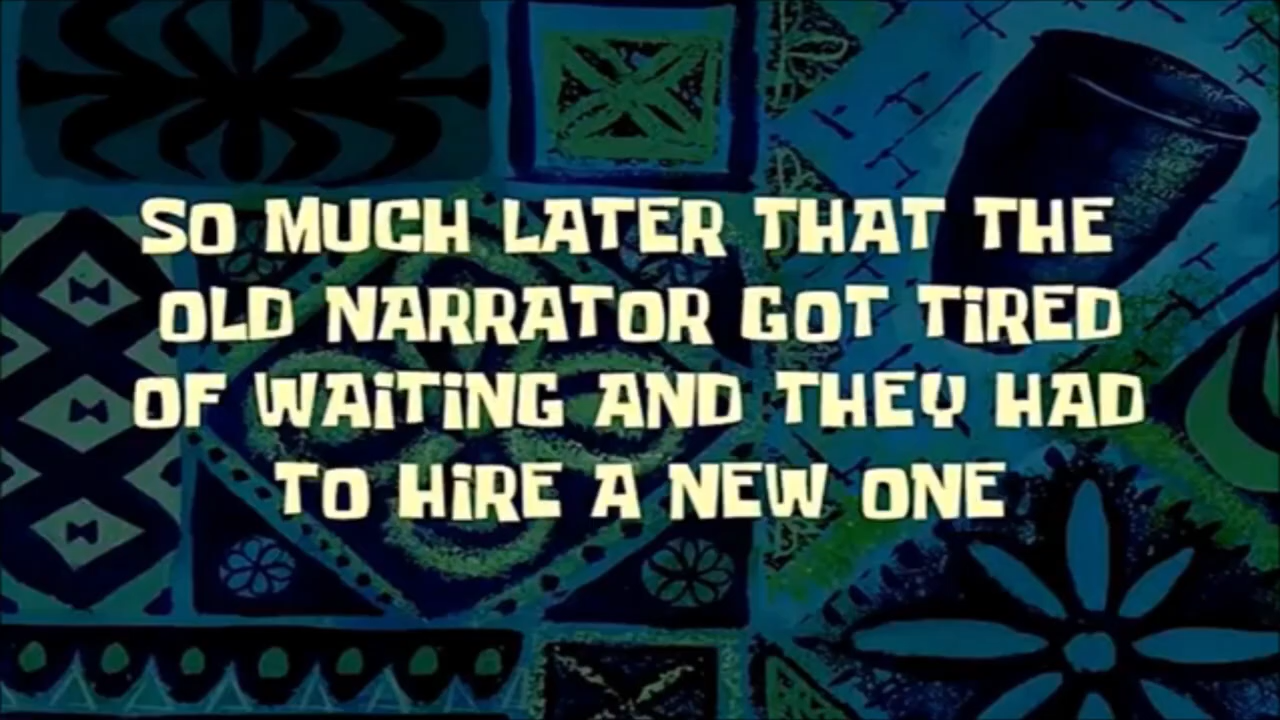 SO MUCH LATER THAT THE
OLD NARRATOR GOT TiRED
OF WAiTiNG AND THEY HAD
TO HiRE A NEW ONE